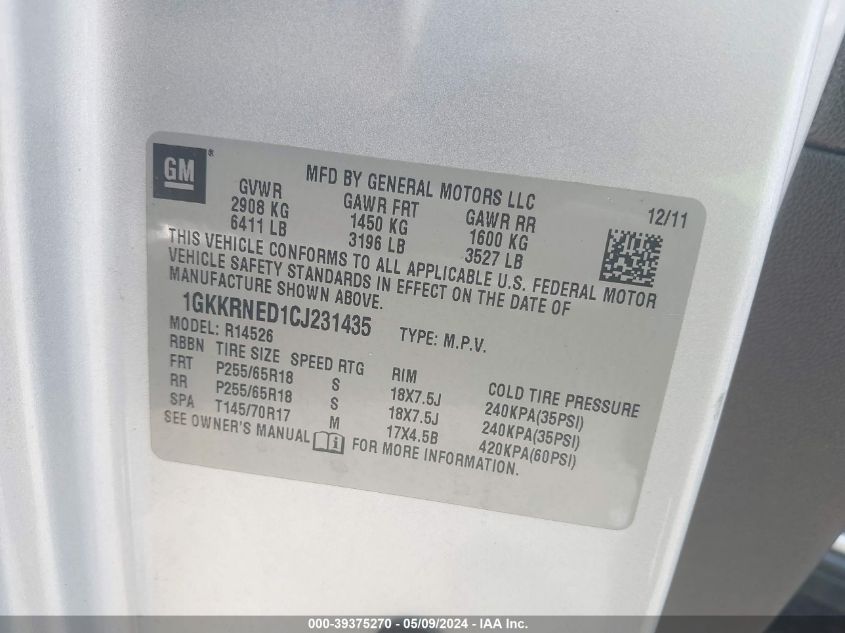 GM®
MFD BY GENERAL MOTORS LLC
12/11
GVWR GAWR FRT GAWR RR
2908 KG 1450 KG 1600 KG
6411 LB 3196 LB 3527 LB
THIS VEHICLE CONFORMS TO ALL APPLICABLE U.S. FEDERAL MOTOR
VEHICLE SAFETY STANDARDS IN EFFECT ON THE DATE OF
MANUFACTURE SHOWN ABOVE.
1GKKRNED1CJ231435 TYPE: M.P.V.
MODEL: R14526
RBBN TIRE SIZE SPEED RTG RIM COLD TIRE PRESSURE
FRT P255/65R18 S 18X7.5J 240KPA(35PSI)
RR P255/65R18 S 18X7.5J 240KPA(35PSI)
SPA T145/70R17 M 17X4.5B 420KPA(60PSI)
SEE OWNER'S MANUAL FOR MORE INFORMATION.
000-39375270 - 05/09/2024 - IAA Inc.